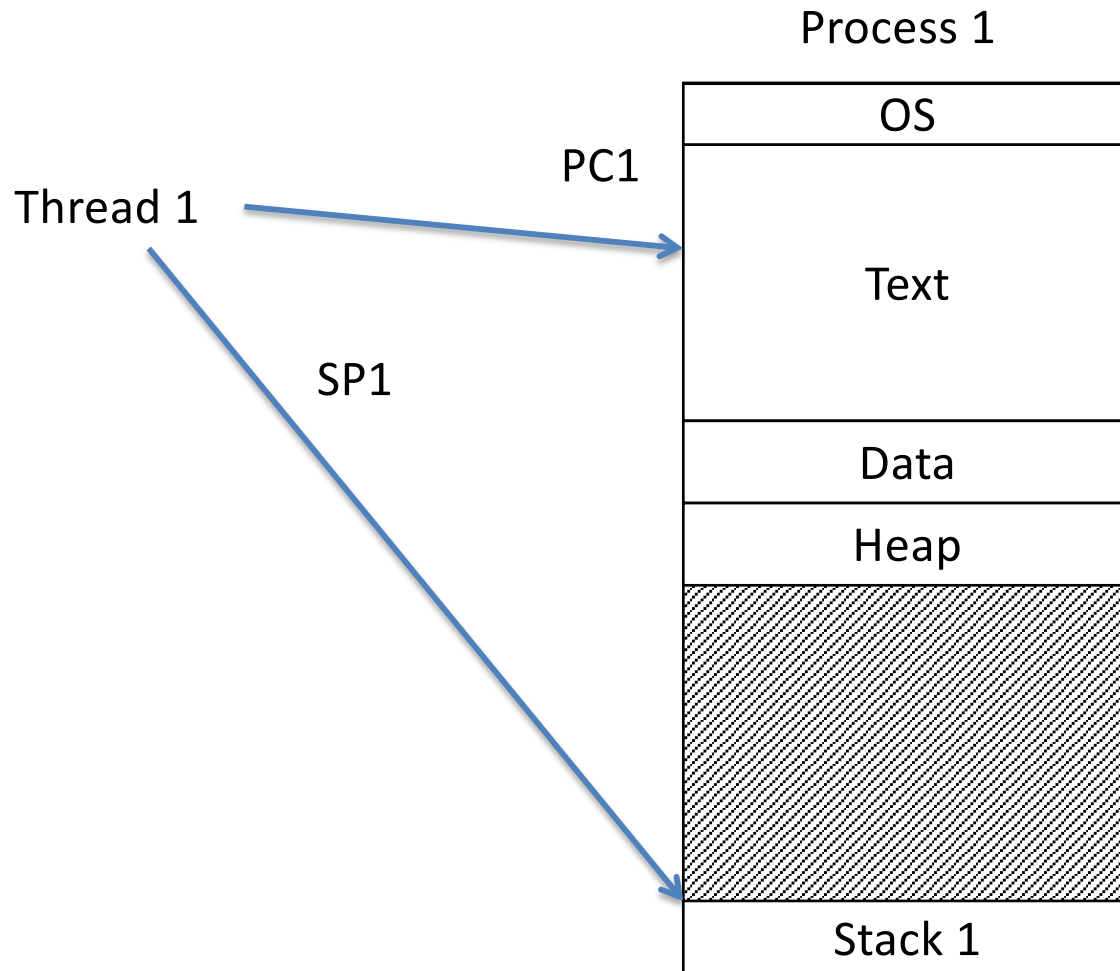 Process 1
OS
PC1
Thread 1
Text
SP1
Data
Heap
Stack 1